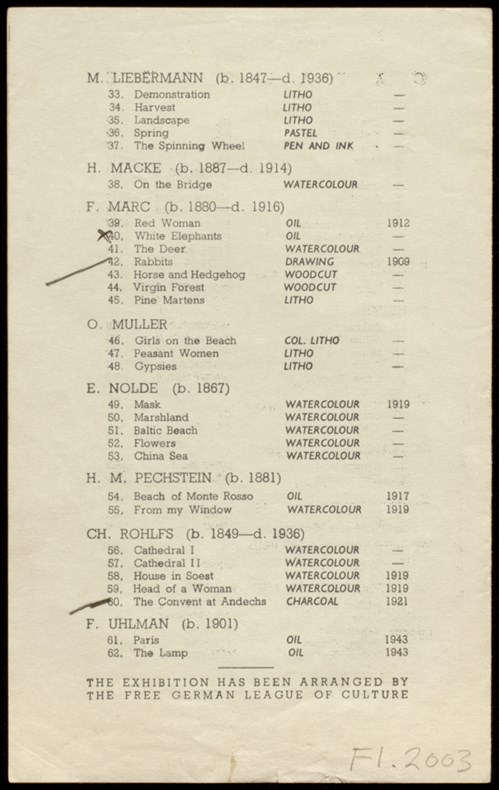 M. LIEBERMANN (b. 1847—d. 1936)
33. Demonstration LITHO —
34. Harvest LITHO —
35. Landscape LITHO —
36. Spring PASTEL —
37. The Spinning Wheel PEN AND INK —
H. MACKE (b. 1887—d. 1914)
38. On the Bridge WATERCOLOUR —
F. MARC (b. 1880—d. 1916)
39. Red Woman OIL 1912
40. White Elephants OIL —
41. The Deer WATERCOLOUR —
42. Rabbits DRAWING 1909
43. Horse and Hedgehog WOODCUT —
44. Virgin Forest WOODCUT —
45. Pine Martens LITHO —
O. MULLER
46. Girls on the Beach COL. LITHO —
47. Peasant Women LITHO —
48. Gypsies LITHO —
E. NOLDE (b. 1867)
49. Mask WATERCOLOUR 1919
50. Marshland WATERCOLOUR —
51. Baltic Beach WATERCOLOUR —
52. Flowers WATERCOLOUR —
53. China Sea WATERCOLOUR —
H. M. PECHSTEIN (b. 1881)
54. Beach of Monte Rosso OIL 1917
55. From my Window WATERCOLOUR 1919
CH. ROHLFS (b. 1849—d. 1936)
56. Cathedral I WATERCOLOUR —
57. Cathedral II WATERCOLOUR —
58. House in Soest WATERCOLOUR 1919
59. Head of a Woman WATERCOLOUR 1919
60. The Convent at Andechs CHARCOAL 1921
F. UHLMAN (b. 1901)
61. Paris OIL 1943
62. The Lamp OIL 1943
THE EXHIBITION HAS BEEN ARRANGED BY
THE FREE GERMAN LEAGUE OF CULTURE
F1.2003